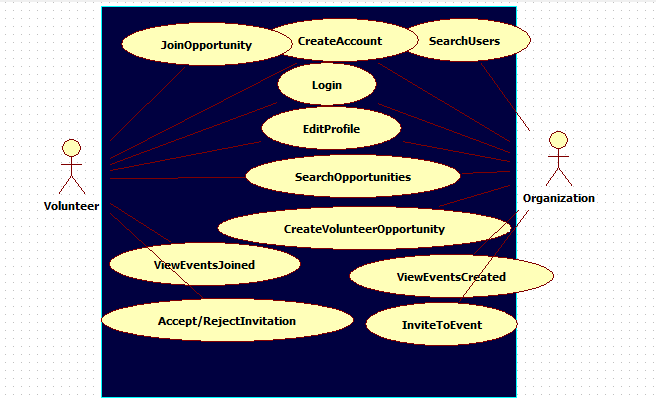 JoinOpportunity
CreateAccount
SearchUsers
Login
EditProfile
SearchOpportunities
Volunteer
Organization
CreateVolunteerOpportunity
ViewEventsJoined
ViewEventsCreated
Accept/RejectInvitation
InviteToEvent